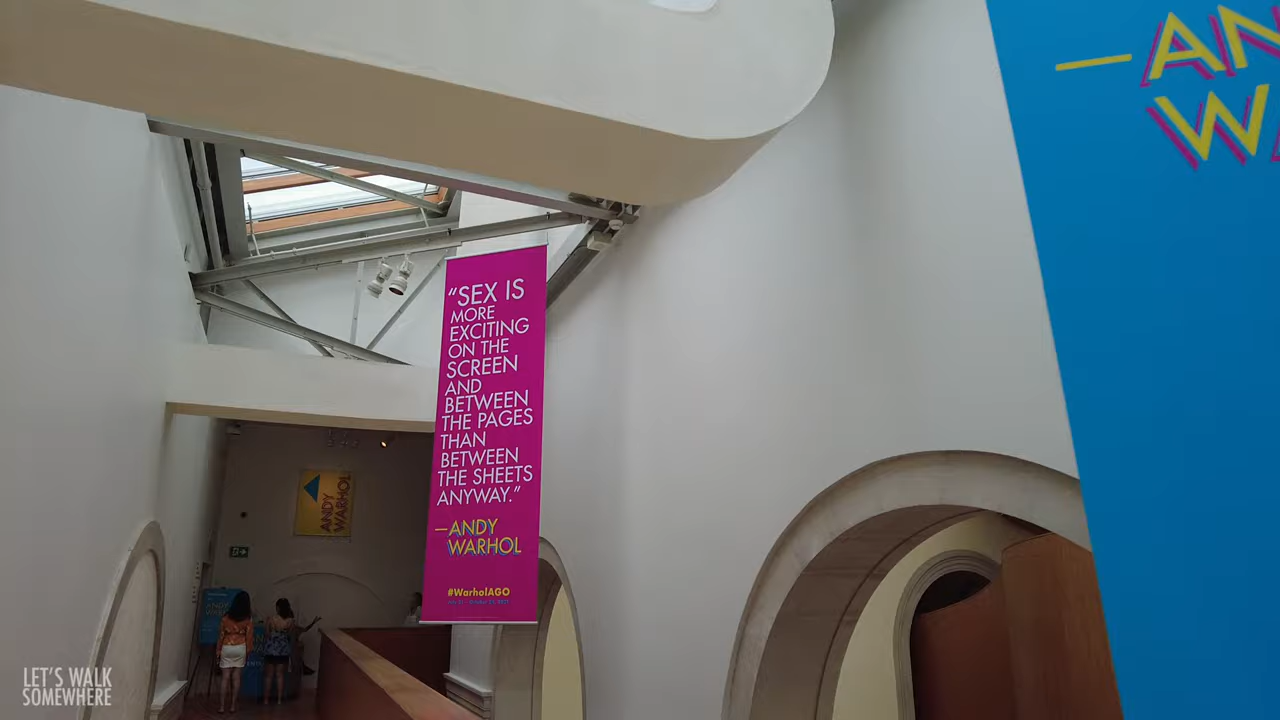 "SEX IS
MORE
EXCITING
ON THE
SCREEN
AND
BETWEEN
THE PAGES
THAN
BETWEEN
THE SHEETS
ANYWAY."
—ANDY
WARHOL
#WarholAGO
—AN
W
ANDY
WARHOL
LET'S WALK
SOMEWHERE